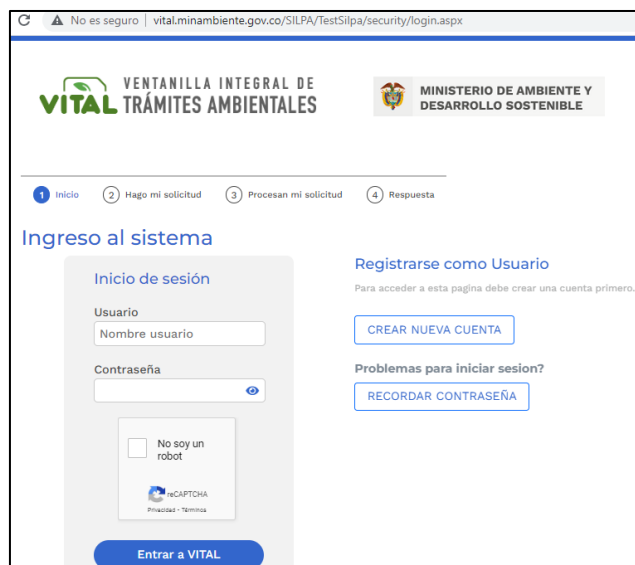 No es seguro | vital.minambiente.gov.co/SILPA/TestSilpa/security/login.aspx
VITAL
VENTANILLA INTEGRAL DE
TRÁMITES AMBIENTALES
MINISTERIO DE AMBIENTE Y
DESARROLLO SOSTENIBLE
1 Inicio 2 Hago mi solicitud 3 Procesan mi solicitud 4 Respuesta
Ingreso al sistema
Inicio de sesión
Usuario
Nombre usuario
Contraseña
No soy un
robot
reCAPTCHA
Privacidad - Términos
Entrar a VITAL
Registrarse como Usuario
Para acceder a esta pagina debe crear una cuenta primero.
CREAR NUEVA CUENTA
Problemas para iniciar sesion?
RECORDAR CONTRASEÑA